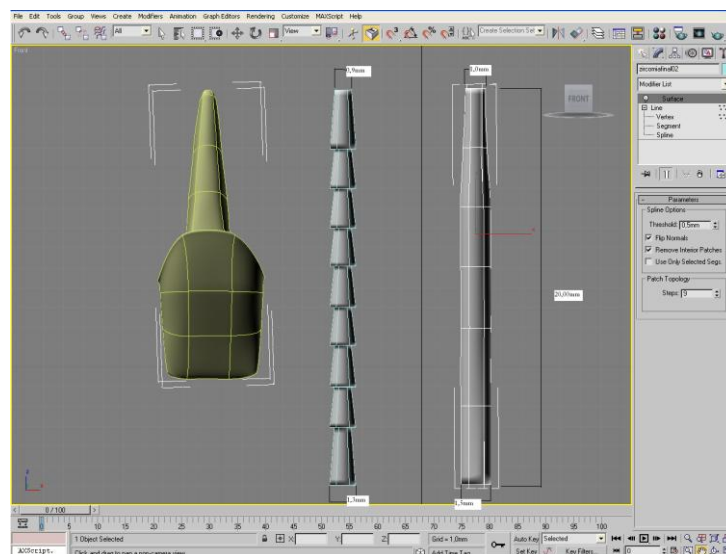 File Edit Tools Group Views Create Modifiers Animation Graph Editors Rendering Customize MAXScript Help
All
View
Create Selection Set
Front
0,9mm
1,0mm
FRONT
20,00mm
1,3mm
1,5mm
zirconiafinal02
Modifier List
Surface
Line
Vertex
Segment
Spline
Parameters
Spline Options
Threshold: 0,5mm
Flip Normals
Remove Interior Patches
Use Only Selected Segs.
Patch Topology
Steps: 9
0 / 100
0 5 10 15 20 25 30 35 40 45 50 55 60 65 70 75 80 85 90 95 100
1 Object Selected
X: Y: Z: Grid = 1,0mm
Auto Key Selected
AXScript.
Click and drag to pan a non-camera view
Add Time Tag
Set Key Key Filters...
0